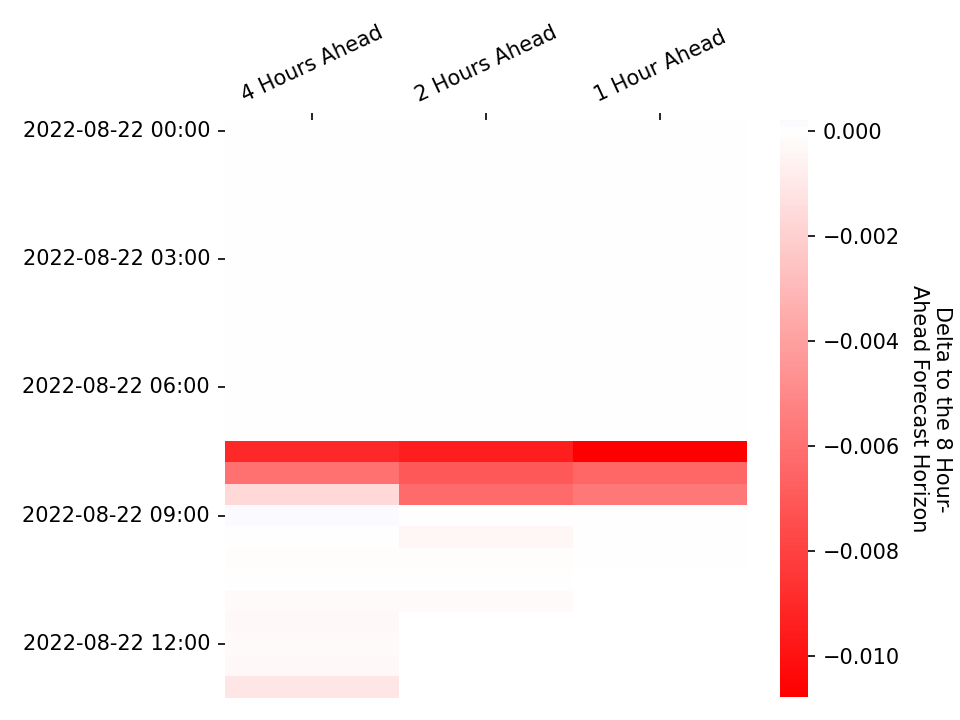 4 Hours Ahead
2 Hours Ahead
1 Hour Ahead
2022-08-22 00:00
2022-08-22 03:00
2022-08-22 06:00
2022-08-22 09:00
2022-08-22 12:00
0.000
−0.002
−0.004
−0.006
−0.008
−0.010
Delta to the 8 Hour-
Ahead Forecast Horizon